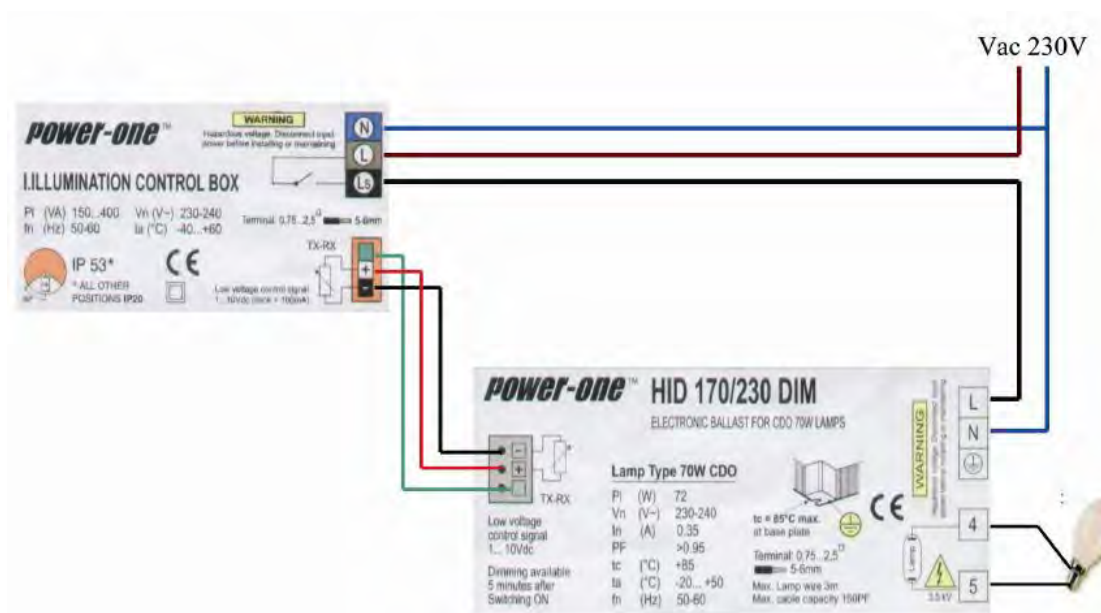 Vac 230V
power-one™
WARNING
Hazardous voltage. Disconnect input
power before installing or maintaining
N
L
Ls
I.ILLUMINATION CONTROL BOX
PI (VA) 150...400 Vn (V~) 230-240
fn (Hz) 50-60 ta (°C) -40...+60
Terminal: 0,75...2,5 5-6mm
TX-RX
+
-
IP 53*
* ALL OTHER
POSITIONS IP20
CE
Low voltage control signal
power-one™ HID 170/230 DIM
ELECTRONIC BALLAST FOR CDO 70W LAMPS
WARNING
L
N
-
+
TX-RX
Low voltage
control signal
1... 10Vdc
Dimming available
5 minutes after
Switching ON
Lamp Type 70W CDO
Pi (W) 72
Vn (V~) 230-240
In (A) 0.35
PF >0.95
tc (°C) +85
ta (°C) -20...+50
fn (Hz) 50-60
tc = 85°C max.
at base plate
CE
Terminal: 0,75...2,5
5-6mm
Max. Lamp wire 3m
Max. cable capacity 150PF
Lamp
3.5 kV
4
5